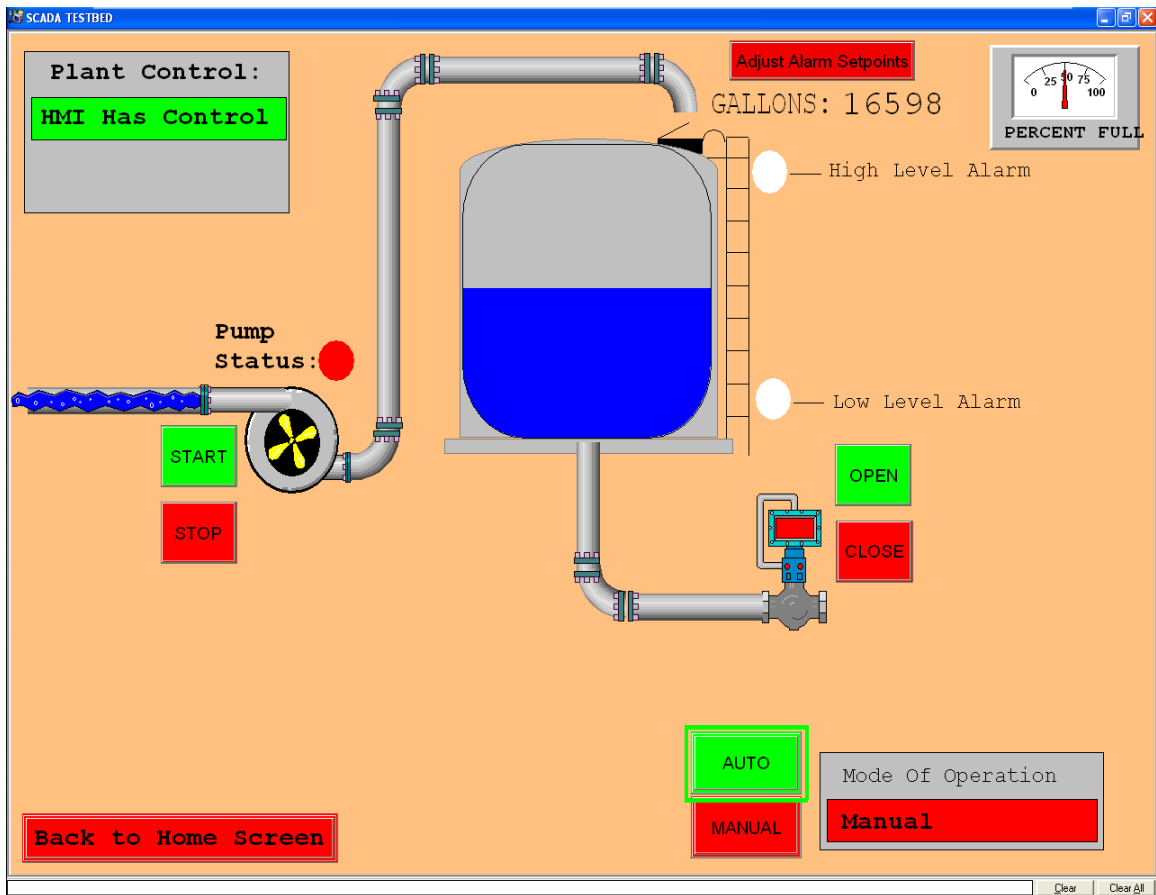 SCADA TESTBED
Plant Control:
HMI Has Control
Adjust Alarm Setpoints
GALLONS: 16598
0 25 50 75 100
PERCENT FULL
High Level Alarm
Pump
Status:
Low Level Alarm
START
STOP
OPEN
CLOSE
AUTO
MANUAL
Mode Of Operation
Manual
Back to Home Screen
Clear
Clear All